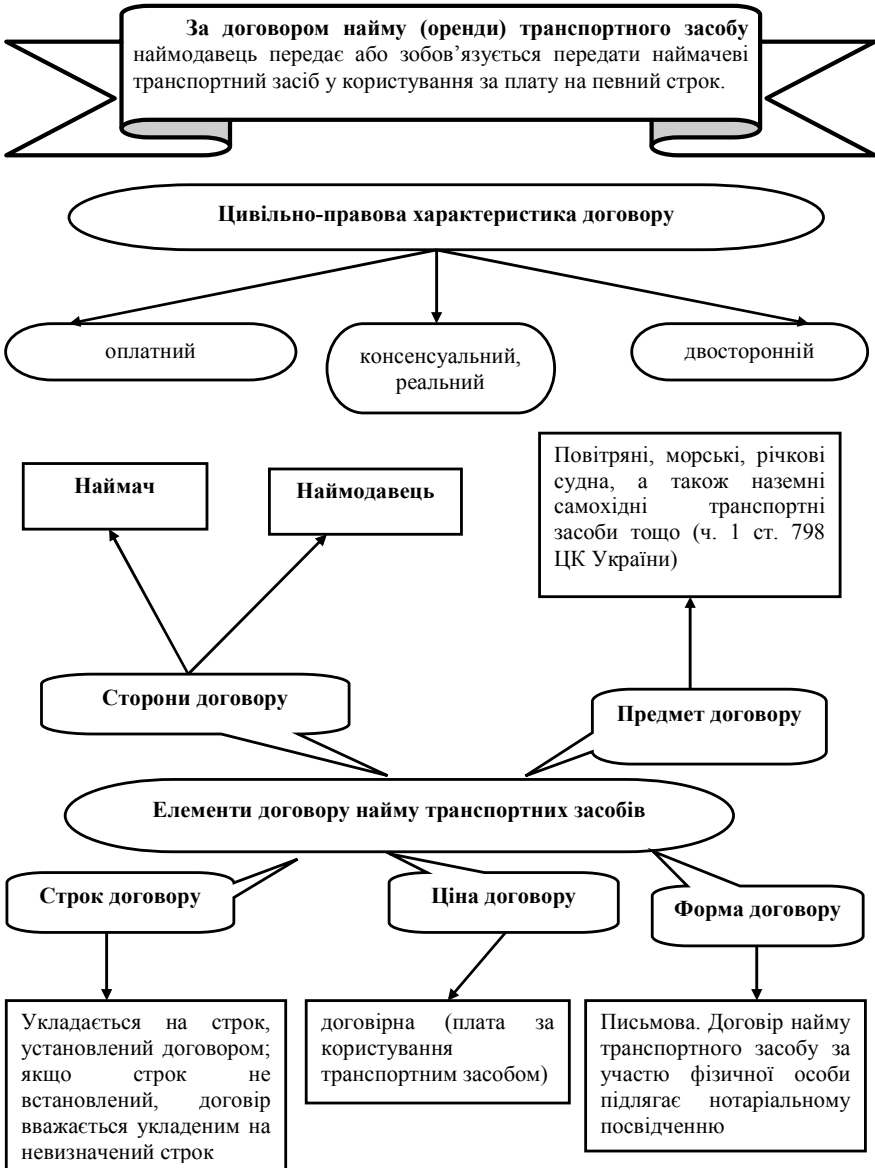 За договором найму (оренди) транспортного засобу
наймодавець передає або зобов’язується передати наймачеві
транспортний засіб у користування за плату на певний строк.
Цивільно-правова характеристика договору
оплатний
консенсуальний,
реальний
двосторонній
Наймач
Наймодавець
Повітряні, морські, річкові
судна, а також наземні
самохідні транспортні
засоби тощо (ч. 1 ст. 798
ЦК України)
Сторони договору
Предмет договору
Елементи договору найму транспортних засобів
Строк договору
Ціна договору
Форма договору
Укладається на строк,
установлений договором;
якщо строк не
встановлений, договір
вважається укладеним на
невизначений строк
договірна (плата за
користування
транспортним засобом)
Письмова. Договір найму
транспортного засобу за
участю фізичної особи
підлягає нотаріальному
посвідченню